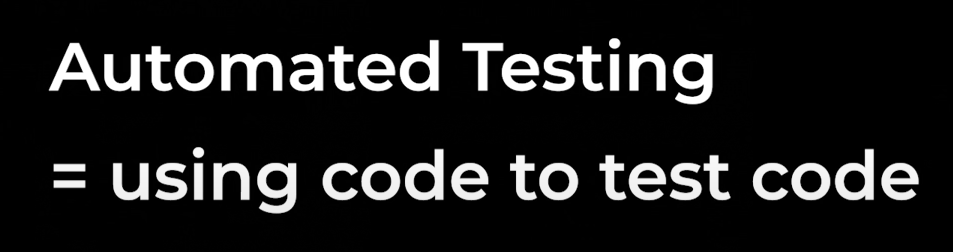 Automated Testing
= using code to test code